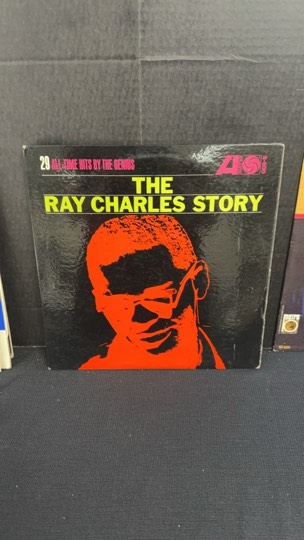 29 ALL-TIME HITS BY THE GENIUS
THE
RAY CHARLES STORY